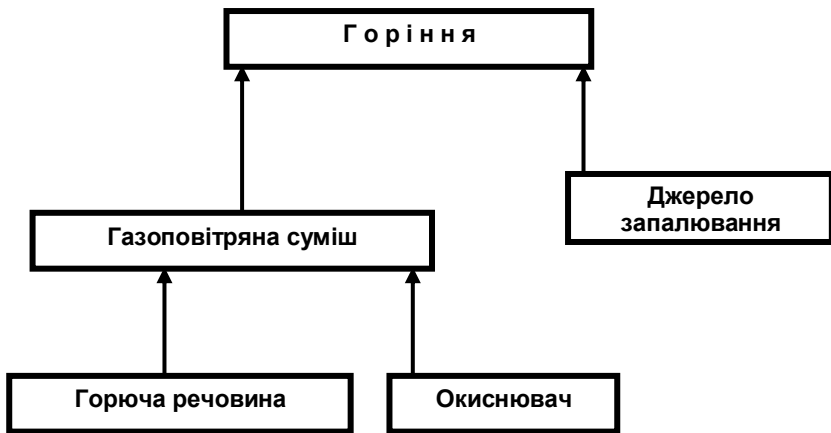 Г о р і н н я
Джерело
запалювання
Газоповітряна суміш
Горюча речовина
Окиснювач